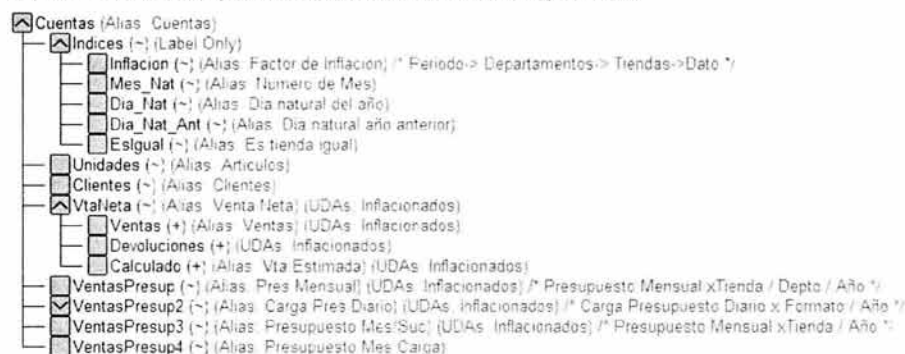 Cuentas (Alias: Cuentas)
Indices (~) (Label Only)
Inflacion (~) (Alias: Factor de Inflacion) /* Periodo-> Departamentos-> Tiendas->Dato */
Mes_Nat (~) (Alias: Numero de Mes)
Dia_Nat (~) (Alias: Dia natural del año)
Dia_Nat_Ant (~) (Alias: Dia natural año anterior)
EsIgual (~) (Alias: Es tienda igual)
Unidades (~) (Alias: Articulos)
Clientes (~) (Alias: Clientes)
VtaNeta (~) (Alias: Venta Neta) (UDAs: Inflacionados)
Ventas (+) (Alias: Ventas) (UDAs: Inflacionados)
Devoluciones (+) (UDAs: Inflacionados)
Calculado (+) (Alias: Vta Estimada) (UDAs: Inflacionados)
VentasPresup (~) (Alias: Pres Mensual) (UDAs: Inflacionados) /* Presupuesto Mensual xTienda / Depto / Año */
VentasPresup2 (~) (Alias: Carga Pres Diario) (UDAs: Inflacionados) /* Carga Presupuesto Diario x Formato / Año */
VentasPresup3 (~) (Alias: Presupuesto Mes/Suc) (UDAs: Inflacionados) /* Presupuesto Mensual xTienda / Año */
VentasPresup4 (~) (Alias: Presupuesto Mes Carga)